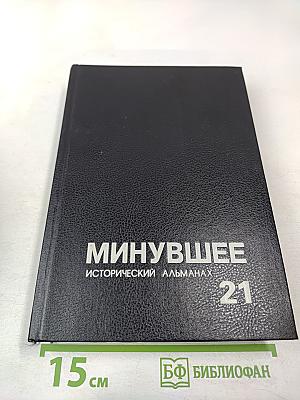 МИНУВШЕЕ
ИСТОРИЧЕСКИЙ АЛЬМАНАХ
21
15 см
БФ БИБЛИОФАН